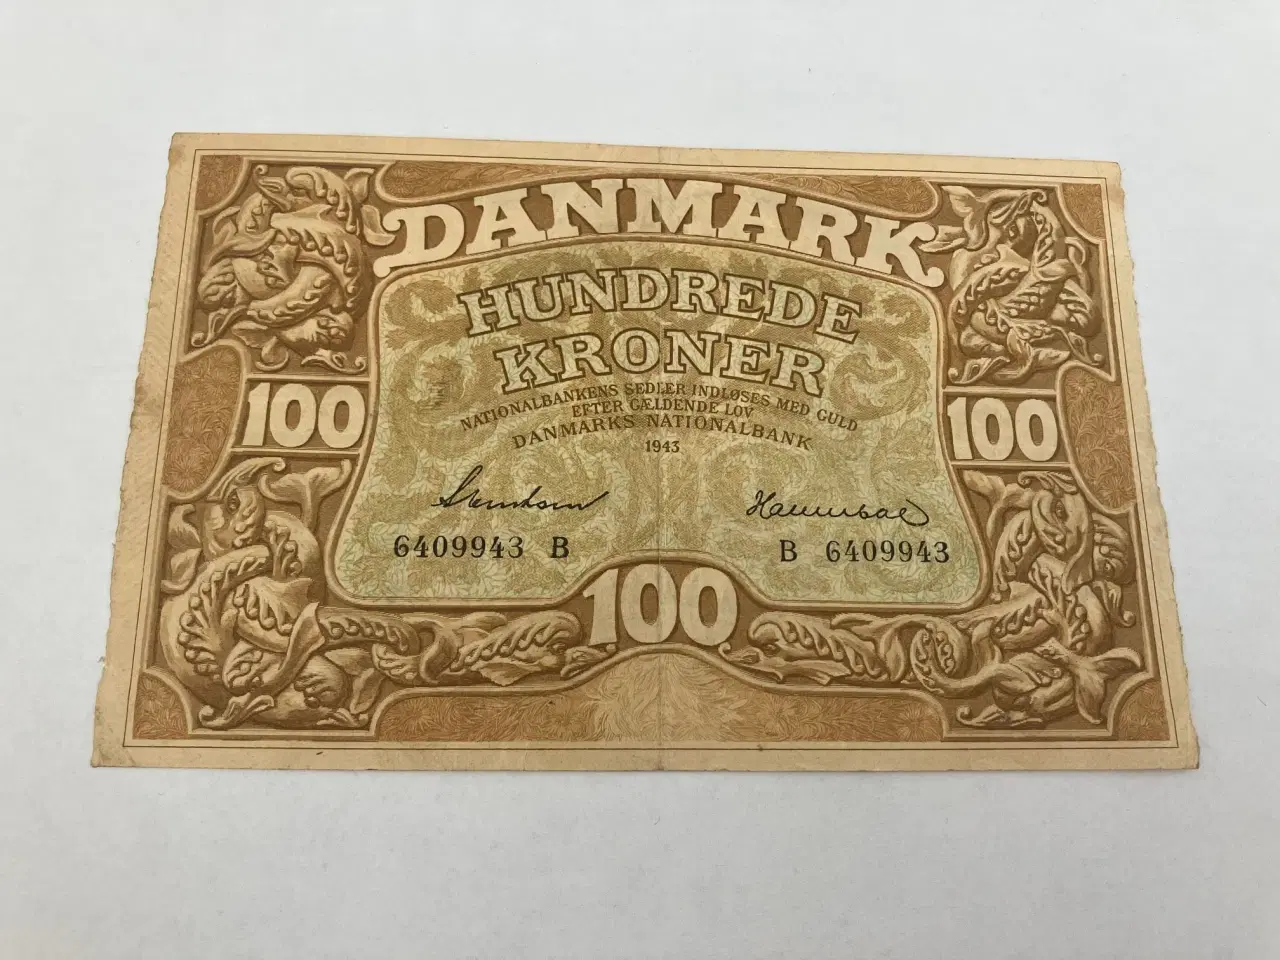 DANMARK
HUNDREDE
KRONER
NATIONALBANKENS SEDLER INDLØSES MED GULD
EFTER GÆLDENDE LOV
DANMARKS NATIONALBANK
1943
100 100
Svendsen
6409943 B B 6409943
100